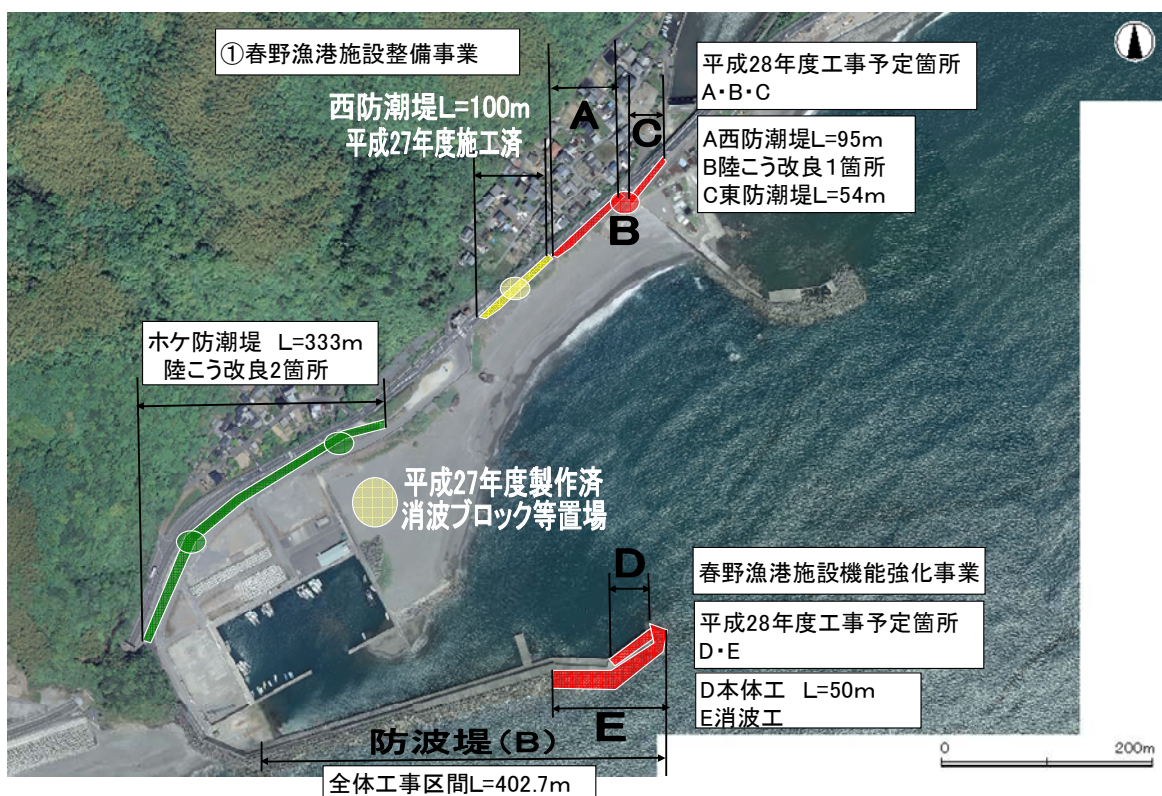 ①春野漁港施設整備事業
西防潮堤L=100m
平成27年度施工済
A
C
B
平成28年度工事予定箇所
A・B・C
A西防潮堤L=95m
B陸こう改良1箇所
C東防潮堤L=54m
ホケ防潮堤 L=333m
陸こう改良2箇所
平成27年度製作済
消波ブロック等置場
D
春野漁港施設機能強化事業
平成28年度工事予定箇所
D・E
D本体工 L=50m
E消波工
E
防波堤(B)
全体工事区間L=402.7m
0
200m